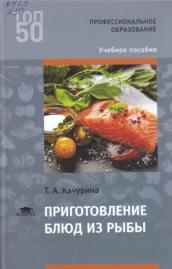 ТОП
50
ПРОФЕССИОНАЛЬНОЕ
ОБРАЗОВАНИЕ
Учебное пособие
Т. А. Качурина
ПРИГОТОВЛЕНИЕ
БЛЮД ИЗ РЫБЫ